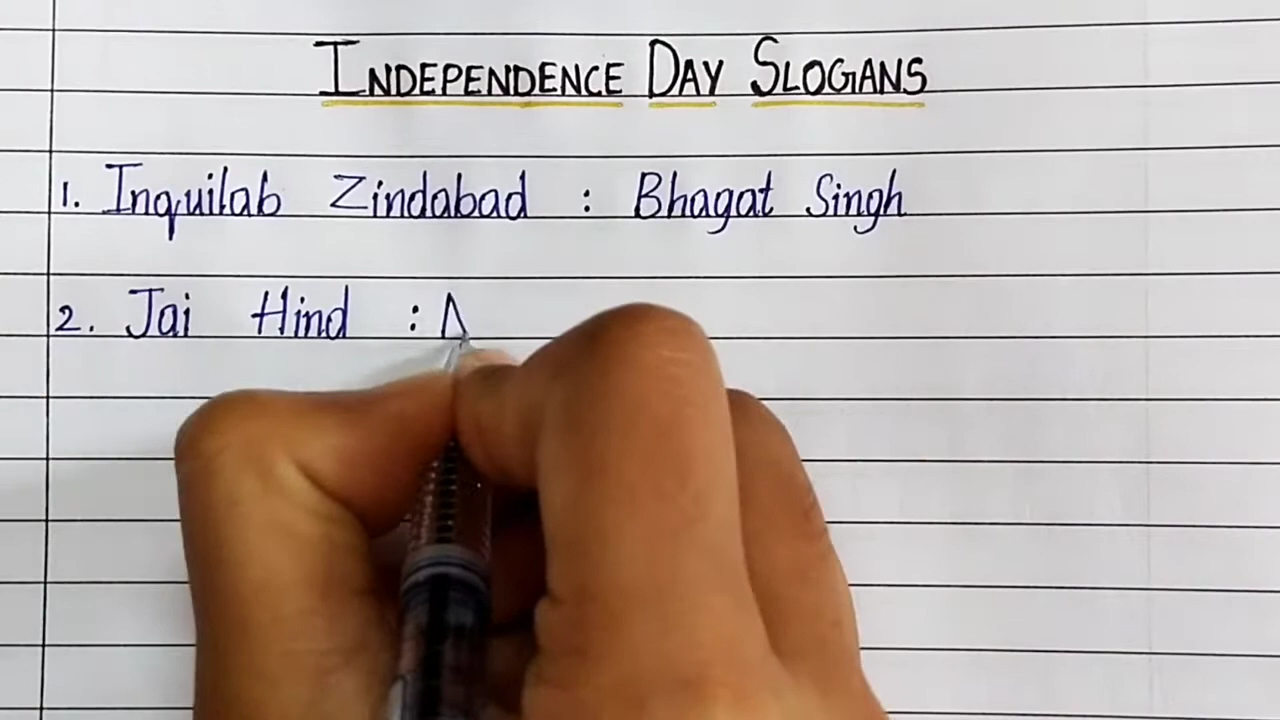 INDEPENDENCE DAY SLOGANS
1. Inquilab Zindabad : Bhagat Singh
2. Jai Hind :